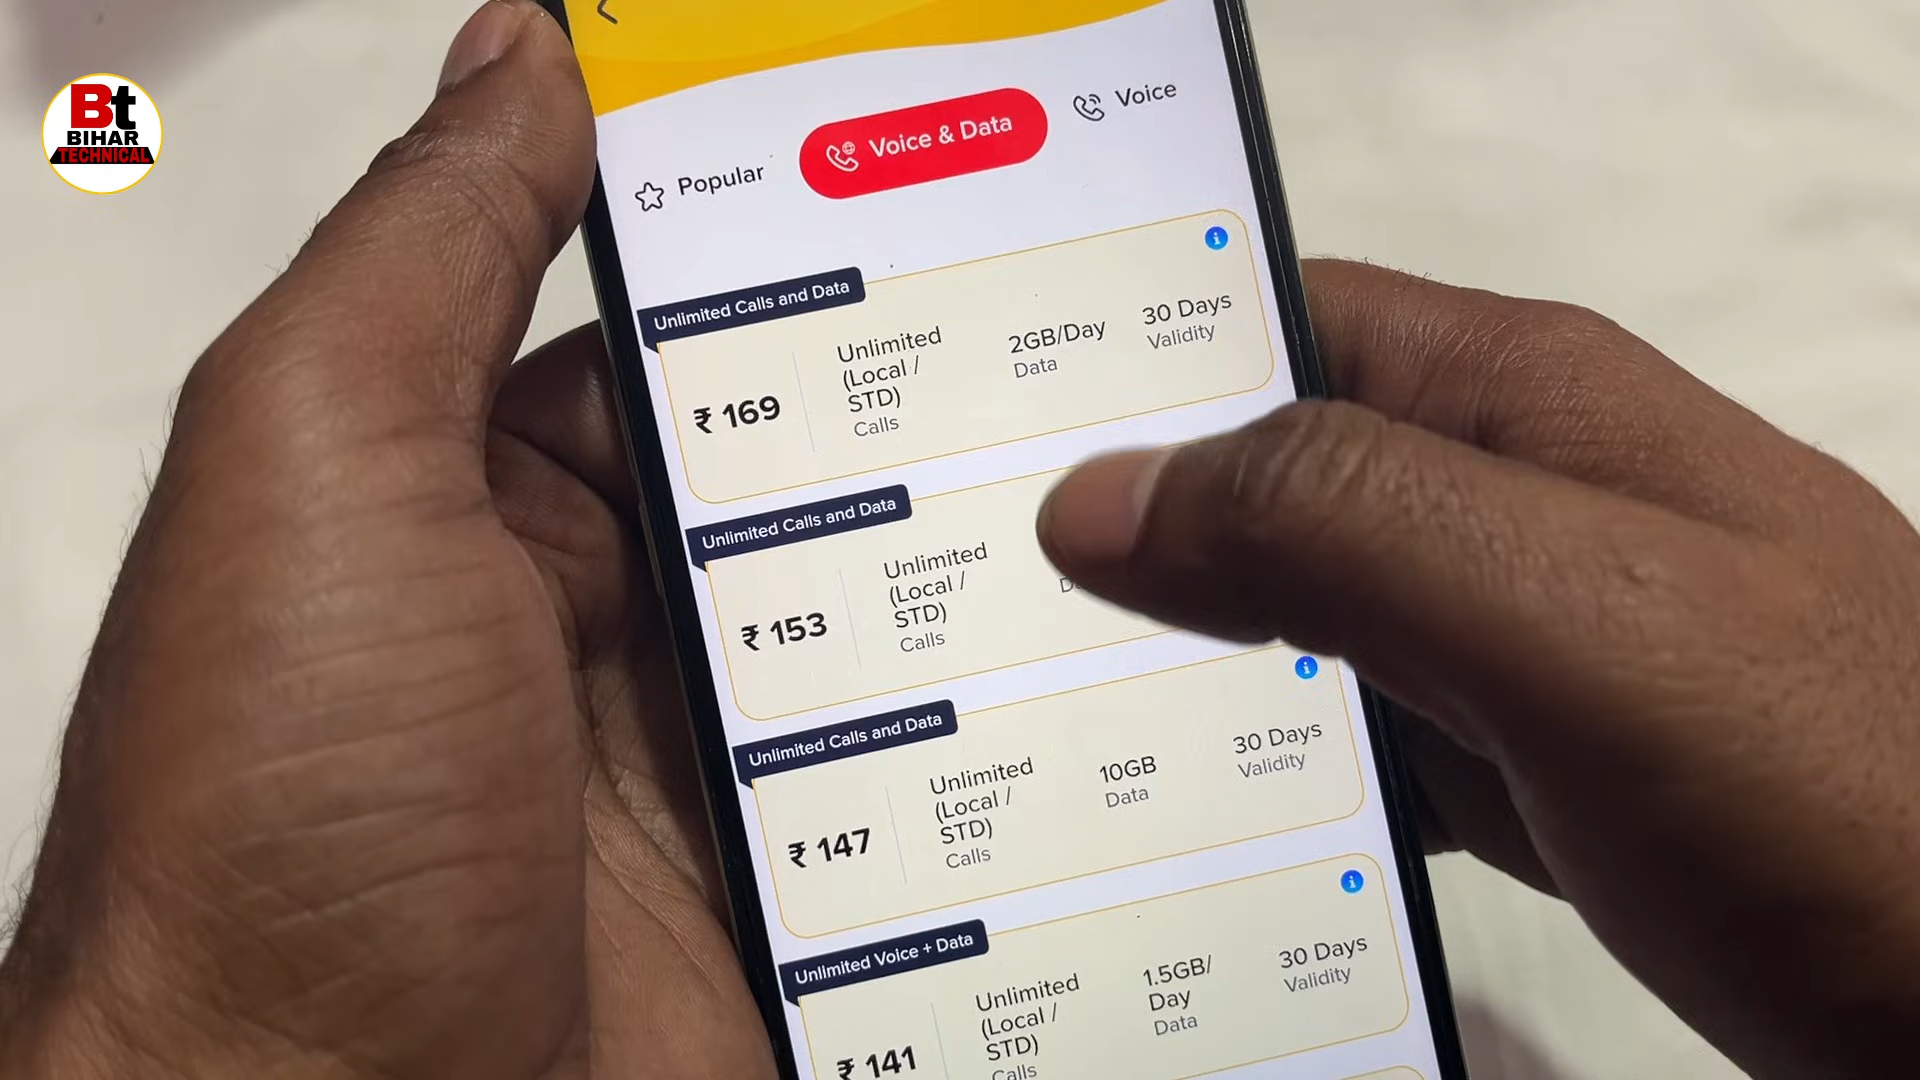 Bt
BIHAR
TECHNICAL
Popular
Voice & Data
Voice
Unlimited Calls and Data
₹ 169
Unlimited
(Local /
STD)
Calls
2GB/Day
Data
30 Days
Validity
Unlimited Calls and Data
₹ 153
Unlimited
(Local /
STD)
Calls
Unlimited Calls and Data
₹ 147
Unlimited
(Local /
STD)
Calls
10GB
Data
30 Days
Validity
Unlimited Voice + Data
₹ 141
Unlimited
(Local /
STD)
Calls
1.5GB/
Day
Data
30 Days
Validity